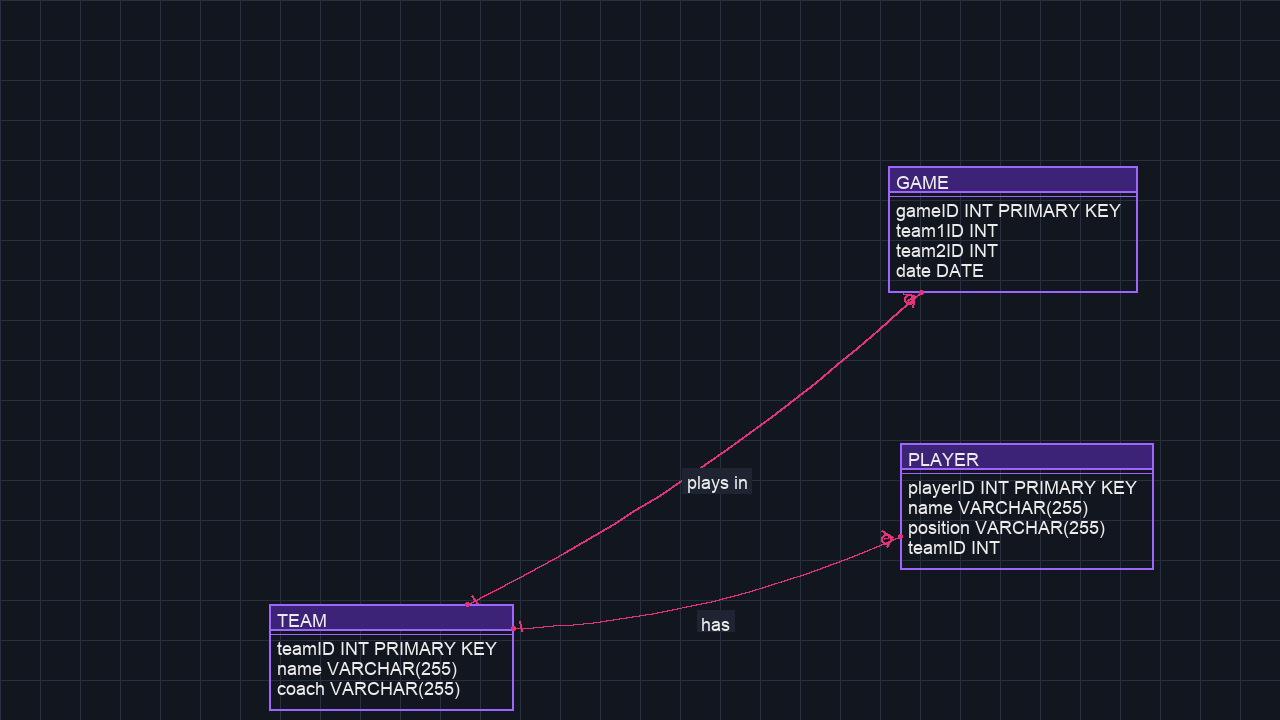 GAME
gameID INT PRIMARY KEY
team1ID INT
team2ID INT
date DATE
PLAYER
playerID INT PRIMARY KEY
name VARCHAR(255)
position VARCHAR(255)
teamID INT
plays in
has
TEAM
teamID INT PRIMARY KEY
name VARCHAR(255)
coach VARCHAR(255)